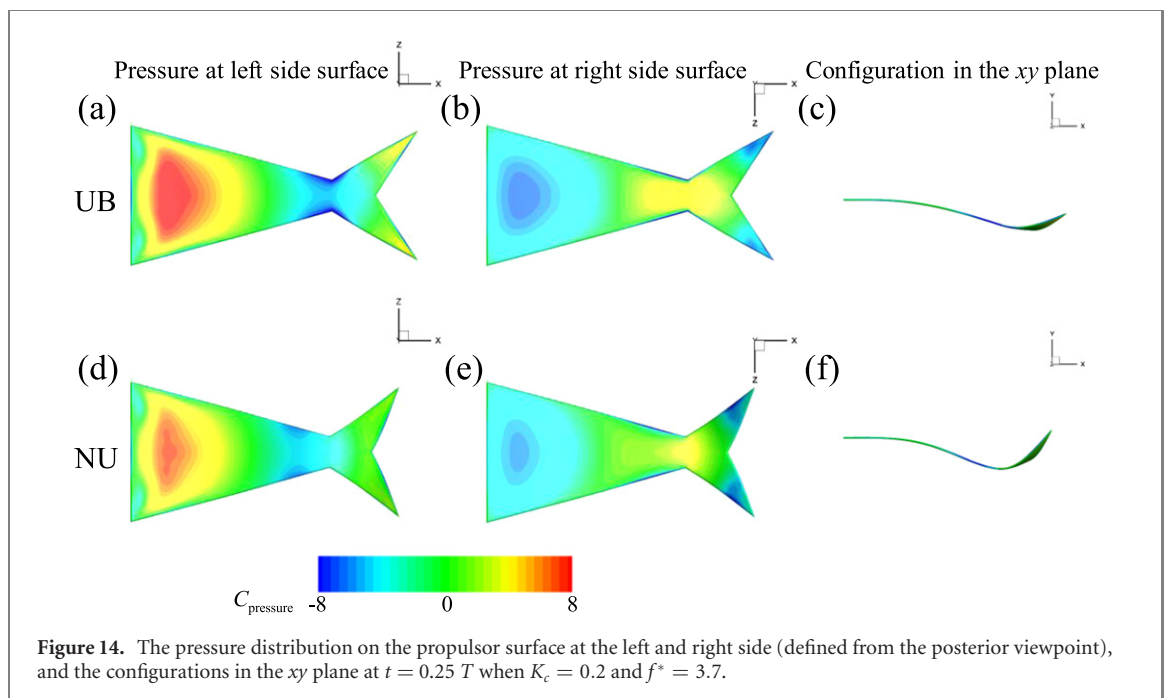 Pressure at left side surface
Z
X
Pressure at right side surface
X
Z
Configuration in the xy plane
Y
X
(a)
(b)
(c)
UB
Z
X
X
Z
Y
X
(d)
(e)
(f)
NU
C_pressure
-8
0
8
Figure 14. The pressure distribution on the propulsor surface at the left and right side (defined from the posterior viewpoint),
and the configurations in the xy plane at t = 0.25 T when K_c = 0.2 and f* = 3.7.